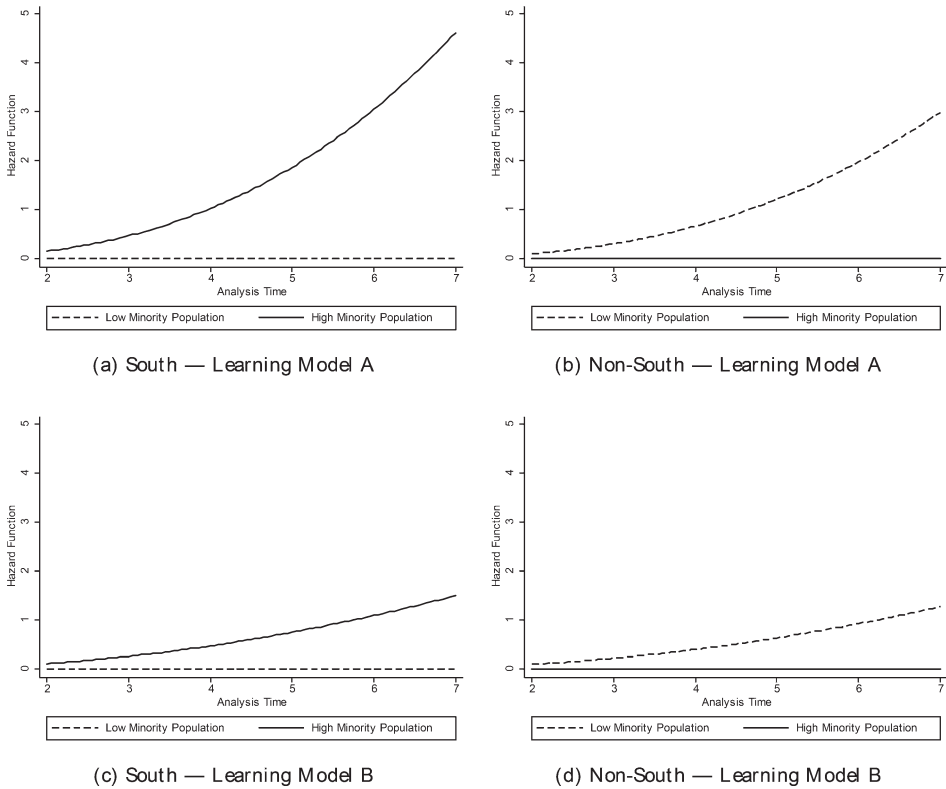 5
4
3
2
1
0
Hazard Function
2 3 4 5 6 7
Analysis Time
Low Minority Population High Minority Population
(a) South — Learning Model A
5
4
3
2
1
0
Hazard Function
2 3 4 5 6 7
Analysis Time
Low Minority Population High Minority Population
(b) Non-South — Learning Model A
5
4
3
2
1
0
Hazard Function
2 3 4 5 6 7
Analysis Time
Low Minority Population High Minority Population
(c) South — Learning Model B
5
4
3
2
1
0
Hazard Function
2 3 4 5 6 7
Analysis Time
Low Minority Population High Minority Population
(d) Non-South — Learning Model B